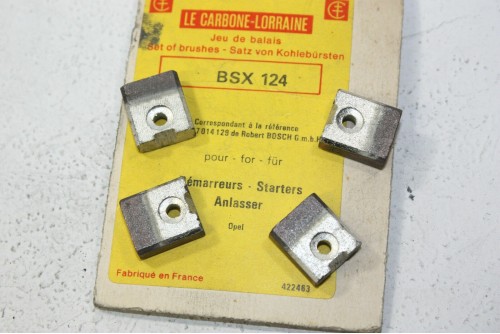 LE CARBONE-LORRAINE
Jeu de balais
Set of brushes - Satz von Kohlebürsten
BSX 124
Correspondant à la référence
de Robert BOSCH G.m.b.H
pour - for - für
Démarreurs - Starters
Anlasser
Opel
Fabriqué en France
422463